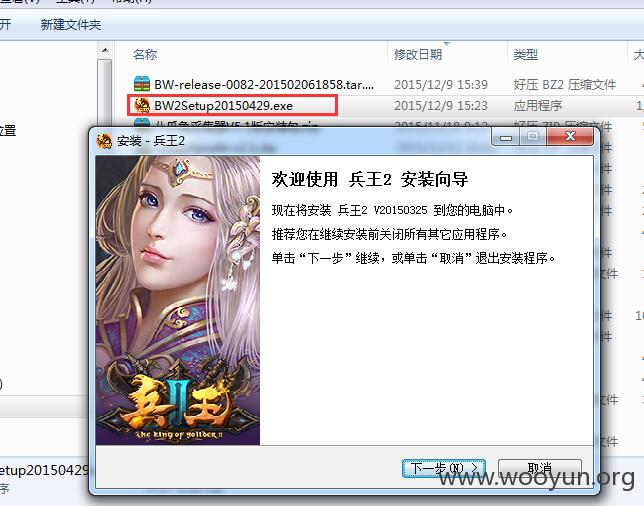 新建文件夹
名称
修改日期
类型
BW-release-0082-201502061858.tar....
2015/12/9 15:39
好压 BZ2 压缩文件
BW2Setup20150429.exe
2015/12/9 15:23
应用程序
安装 - 兵王2
欢迎使用 兵王2 安装向导
现在将安装 兵王2 V20150325 到您的电脑中。
推荐您在继续安装前关闭所有其它应用程序。
单击“下一步”继续，或单击“取消”退出安装程序。
兵王
II
The King of Solider II
etup20150429
下一步(N) >
取消
www.wooyun.org